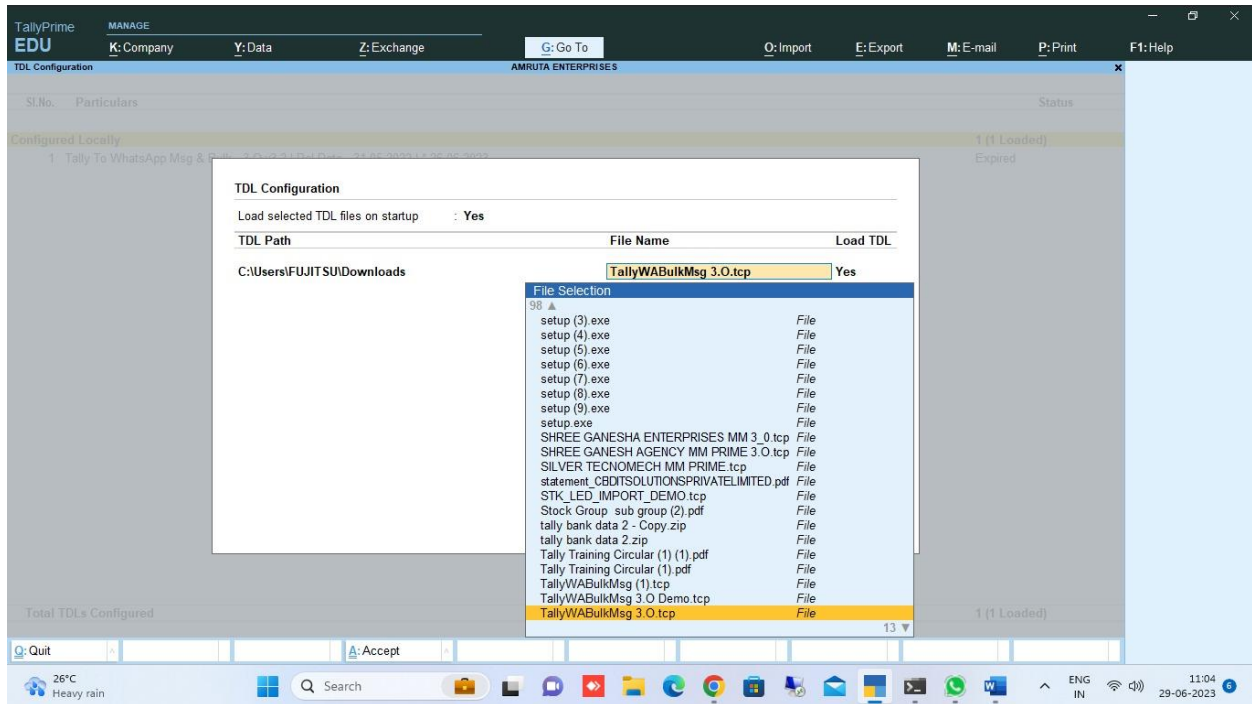 TallyPrime
MANAGE
EDU
K: Company
Y: Data
Z: Exchange
G: Go To
O: Import
E: Export
M: E-mail
P: Print
F1: Help
TDL Configuration
AMRUTA ENTERPRISES
Sl.No. Particulars
Status
Configured Locally
1 (1 Loaded)
1 Tally To WhatsApp Msg &
Expired
TDL Configuration
Load selected TDL files on startup : Yes
TDL Path File Name Load TDL
C:\Users\FUJITSU\Downloads TallyWABulkMsg 3.O.tcp Yes
File Selection
98 ▲
setup (3).exe File
setup (4).exe File
setup (5).exe File
setup (6).exe File
setup (7).exe File
setup (8).exe File
setup (9).exe File
setup.exe File
SHREE GANESHA ENTERPRISES MM 3_0.tcp File
SHREE GANESH AGENCY MM PRIME 3.O.tcp File
SILVER TECNOMECH MM PRIME.tcp File
statement_CBDITSOLUTIONSPRIVATELIMITED.pdf File
STK_LED_IMPORT_DEMO.tcp File
Stock Group sub group (2).pdf File
tally bank data 2 - Copy.zip File
tally bank data 2.zip File
Tally Training Circular (1) (1).pdf File
Tally Training Circular (1).pdf File
TallyWABulkMsg (1).tcp File
TallyWABulkMsg 3.O Demo.tcp File
TallyWABulkMsg 3.O.tcp File
13 ▼
Total TDLs Configured
1 (1 Loaded)
Q: Quit
A: Accept
26°C
Heavy rain
Search
ENG
IN
11:04
29-06-2023
6